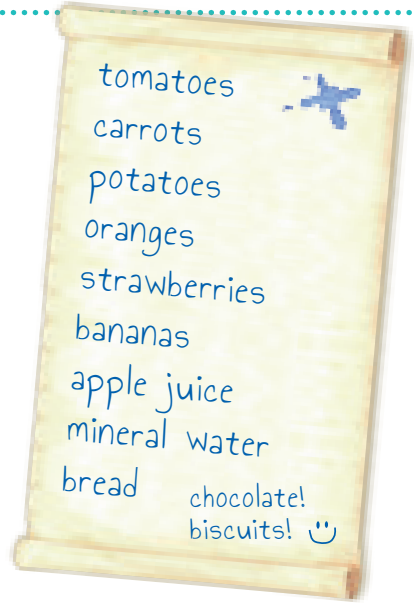 tomatoes
carrots
potatoes
oranges
strawberries
bananas
apple juice
mineral water
bread
chocolate!
biscuits!